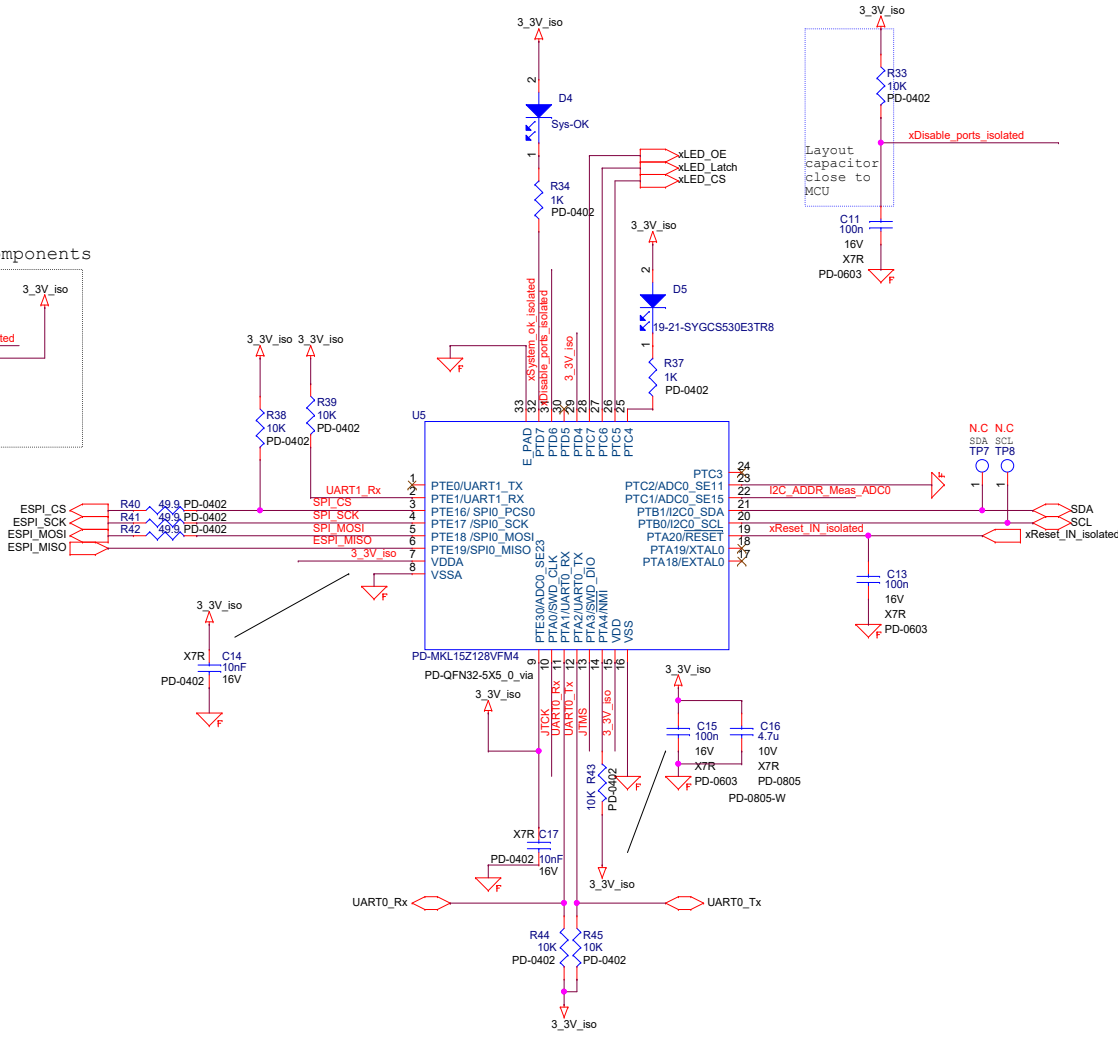 3_3V_iso
D4
Sys-OK
2
1
R34
1K
PD-0402
xLED_OE
xLED_Latch
xLED_CS
3_3V_iso
R33
10K
PD-0402
xDisable_ports_isolated
Layout
capacitor
close to
MCU
C11
100n
16V
X7R
PD-0603
F
mponents
3_3V_iso
ted
3_3V_iso
2
D5
19-21-SYGCS530E3TR8
1
R37
1K
PD-0402
xSystem_ok_isolated
xDisable_ports_isolated
3_3V_iso
F
3_3V_iso
3_3V_iso
R38
10K
PD-0402
R39
10K
PD-0402
U5
33
32
31
30
29
28
27
26
25
E_PAD
PTD7
PTD6
PTD5
PTD4
PTC7
PTC6
PTC5
PTC4
1
2
3
4
5
6
7
8
PTE0/UART1_TX
PTE1/UART1_RX
PTE16/ SPI0_PCS0
PTE17 /SPI0_SCK
PTE18 /SPI0_MOSI
PTE19/SPI0_MISO
VDDA
VSSA
UART1_Rx
SPI_CS
SPI_SCK
SPI_MOSI
ESPI_MISO
3_3V_iso
F
ESPI_CS
ESPI_SCK
ESPI_MOSI
ESPI_MISO
R40 49.9 PD-0402
R41 49.9 PD-0402
R42 49.9 PD-0402
PTC3
PTC2/ADC0_SE11
PTC1/ADC0_SE15
PTB1/I2C0_SDA
PTB0/I2C0_SCL
PTA20/RESET
PTA19/XTAL0
PTA18/EXTAL0
24
23
22
21
20
19
18
17
F
I2C_ADDR_Meas_ADC0
xReset_IN_isolated
N.C
SDA
TP7
1
N.C
SCL
TP8
1
SDA
SCL
xReset_IN_isolated
C13
100n
16V
X7R
PD-0603
F
3_3V_iso
X7R
C14
10nF
PD-0402
16V
F
PTE30/ADC0_SE23
PTA0/SWD_CLK
PTA1/UART0_RX
PTA2/UART0_TX
PTA3/SWD_DIO
PTA4/NMI
VDD
VSS
PD-MKL15Z128VFM4
PD-QFN32-5X5_0_via
9
10
11
12
13
14
15
16
JTCK
UART0_Rx
UART0_Tx
JTMS
3_3V_iso
3_3V_iso
X7R C17
PD-0402 10nF
16V
F
R43
10K
PD-0402
3_3V_iso
F
3_3V_iso
C15
100n
16V
X7R
PD-0603
F
C16
4.7u
10V
X7R
PD-0805
PD-0805-W
UART0_Rx
UART0_Tx
R44
10K
PD-0402
R45
10K
PD-0402
3_3V_iso